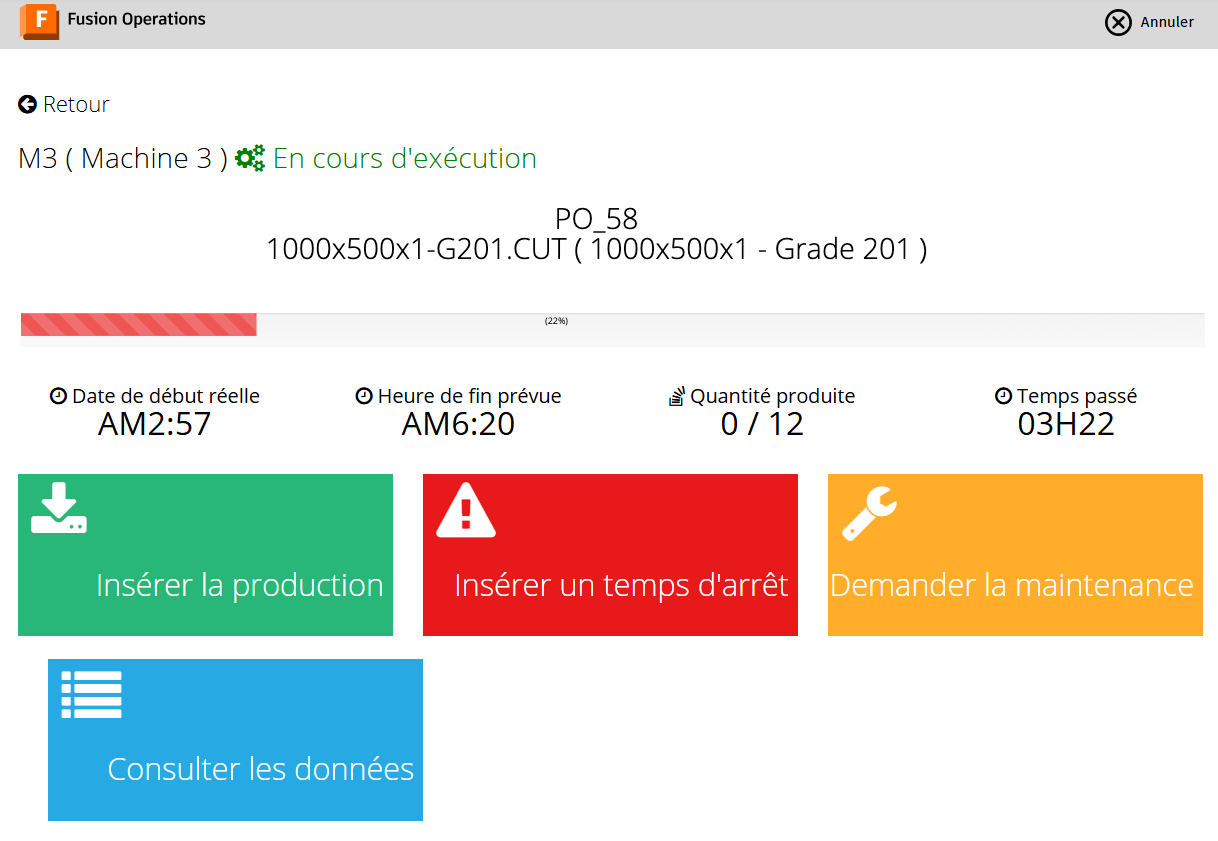 F Fusion Operations
Annuler
Retour
M3 ( Machine 3 ) En cours d'exécution
PO_58
1000x500x1-G201.CUT ( 1000x500x1 - Grade 201 )
(22%)
Date de début réelle
AM2:57
Heure de fin prévue
AM6:20
Quantité produite
0 / 12
Temps passé
03H22
Insérer la production
Insérer un temps d'arrêt
Demander la maintenance
Consulter les données